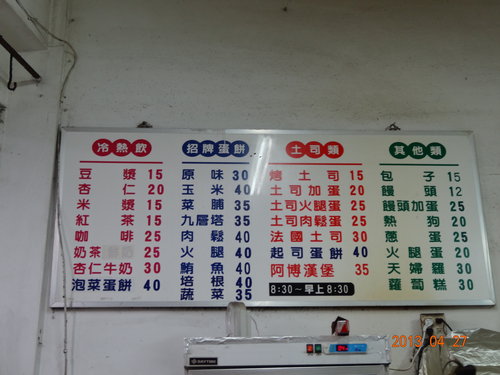 冷熱飲
豆漿 15
杏仁 20
米漿 15
紅茶 15
咖啡 25
奶茶 25
杏仁牛奶 30
泡菜蛋餅 40
招牌蛋餅
原味 30
玉米 40
菜脯 35
九層塔 35
肉鬆 40
火腿 40
鮪魚 40
培根 40
蔬菜 35
土司類
烤土司 15
土司加蛋 20
土司火腿蛋 25
土司肉鬆蛋 25
法國土司 30
起司蛋餅 40
阿博漢堡 35
8:30~早上8:30
其他類
包子 15
饅頭 12
饅頭加蛋 25
熱狗 20
蔥蛋 25
火腿蛋 20
天婦羅 30
蘿蔔糕 30
2013.04.27